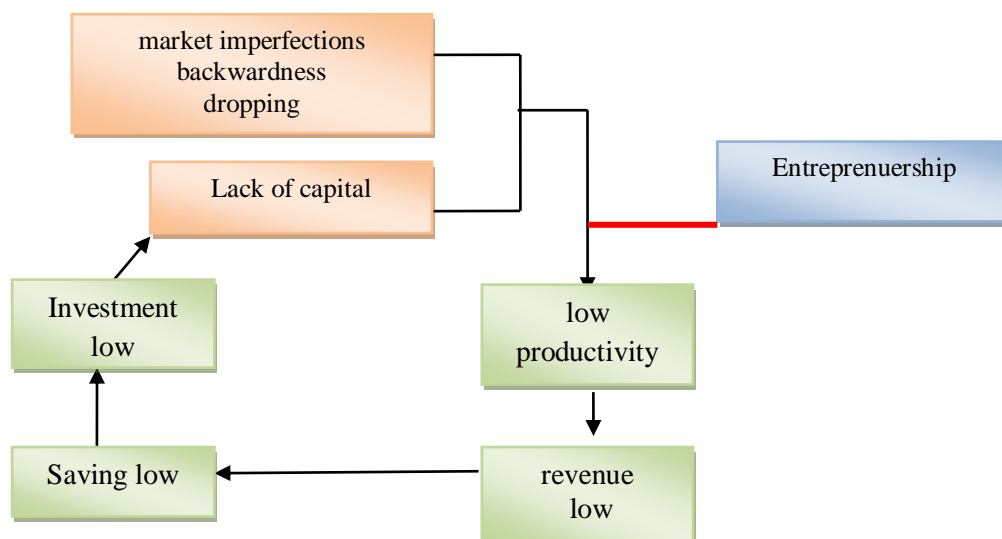 market imperfections
backwardness
dropping
Entreprenuership
Lack of capital
Investment
low
low
productivity
Saving low
revenue
low